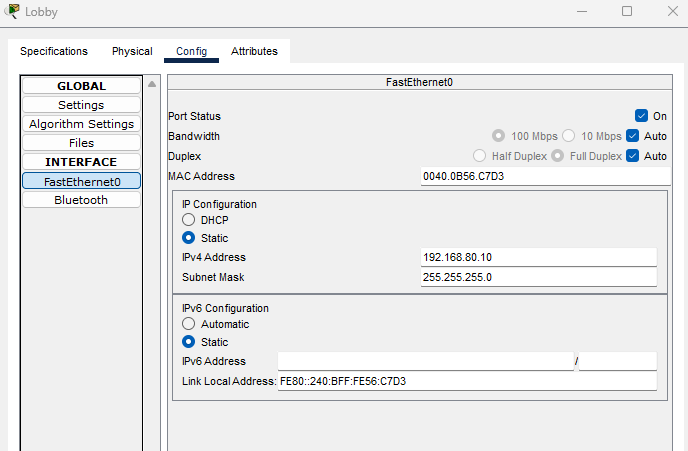 Lobby
Specifications Physical Config Attributes
GLOBAL
Settings
Algorithm Settings
Files
INTERFACE
FastEthernet0
Bluetooth
FastEthernet0
Port Status On
Bandwidth 100 Mbps 10 Mbps Auto
Duplex Half Duplex Full Duplex Auto
MAC Address 0040.0B56.C7D3
IP Configuration
DHCP
Static
IPv4 Address 192.168.80.10
Subnet Mask 255.255.255.0
IPv6 Configuration
Automatic
Static
IPv6 Address /
Link Local Address: FE80::240:BFF:FE56:C7D3